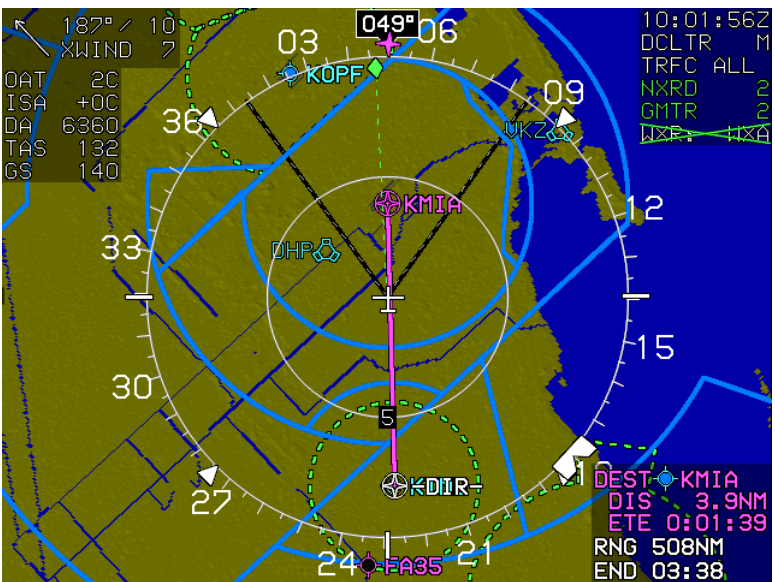 187° / 10
XWIND 7
OAT 2C
ISA +0C
DA 6360
TAS 132
GS 140
049°
10:01:56Z
DCLTR M
TRFC ALL
NXRD 2
GMTR 2
WXR: WXA
03
06
KOPF
09
36
VKZ
KMIA
12
DHP
33
15
30
5
27
DIR
24
FA35
21
DEST KMIA
DIS 3.9NM
ETE 0:01:39
RNG 508NM
END 03:38